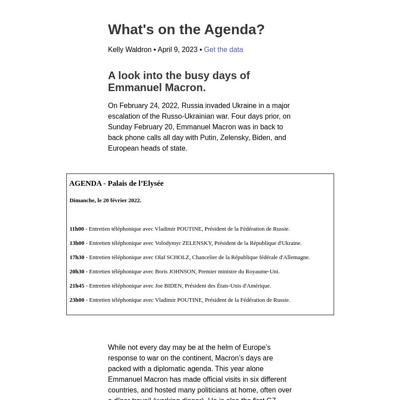 What's on the Agenda?
Kelly Waldron • April 9, 2023 • Get the data
A look into the busy days of
Emmanuel Macron.
On February 24, 2022, Russia invaded Ukraine in a major
escalation of the Russo-Ukrainian war. Four days prior, on
Sunday February 20, Emmanuel Macron was in back to
back phone calls all day with Putin, Zelensky, Biden, and
European heads of state.
AGENDA - Palais de l'Elysée
Dimanche, le 20 février 2022.
11h00 - Entretien téléphonique avec Vladimir POUTINE, Président de la Fédération de Russie.
13h00 - Entretien téléphonique avec Volodymyr ZELENSKY, Président de la République d'Ukraine.
17h30 - Entretien téléphonique avec Olaf SCHOLZ, Chancelier de la République fédérale d'Allemagne.
20h30 - Entretien téléphonique avec Boris JOHNSON, Premier ministre du Royaume-Uni.
21h45 - Entretien téléphonique avec Joe BIDEN, Président des États-Unis d'Amérique.
23h00 - Entretien téléphonique avec Vladimir POUTINE, Président de la Fédération de Russie.
While not every day may be at the helm of Europe's
response to war on the continent, Macron's days are
packed with a diplomatic agenda. This year alone
Emmanuel Macron has made official visits in six different
countries, and hosted many politicians at home, often over